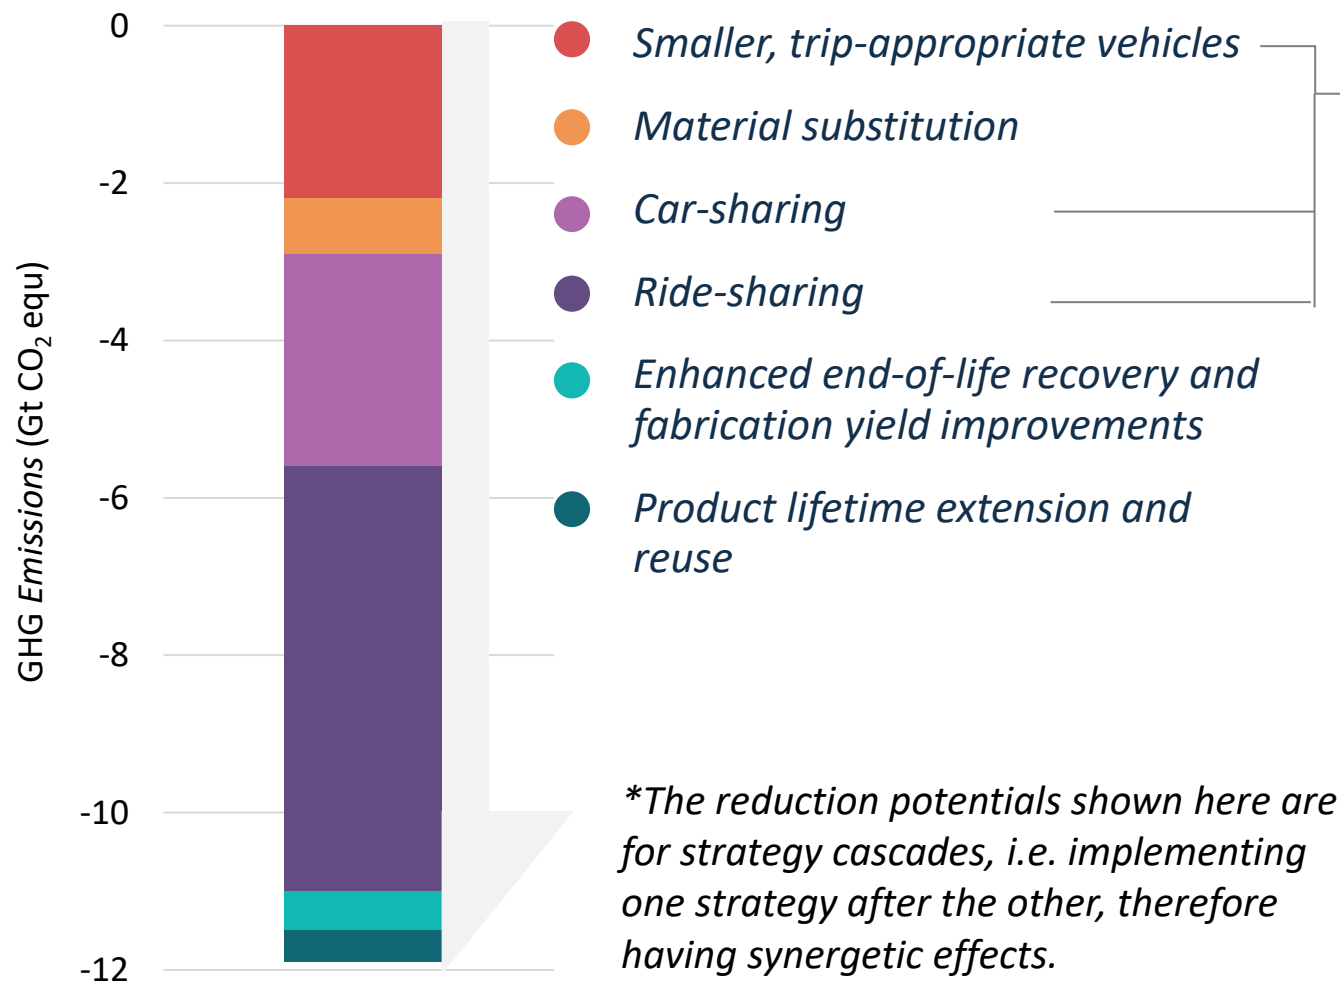 0
-2
-4
-6
-8
-10
-12
GHG Emissions (Gt CO₂ equ)
Smaller, trip-appropriate vehicles
Material substitution
Car-sharing
Ride-sharing
Enhanced end-of-life recovery and
fabrication yield improvements
Product lifetime extension and
reuse
*The reduction potentials shown here are
for strategy cascades, i.e. implementing
one strategy after the other, therefore
having synergetic effects.